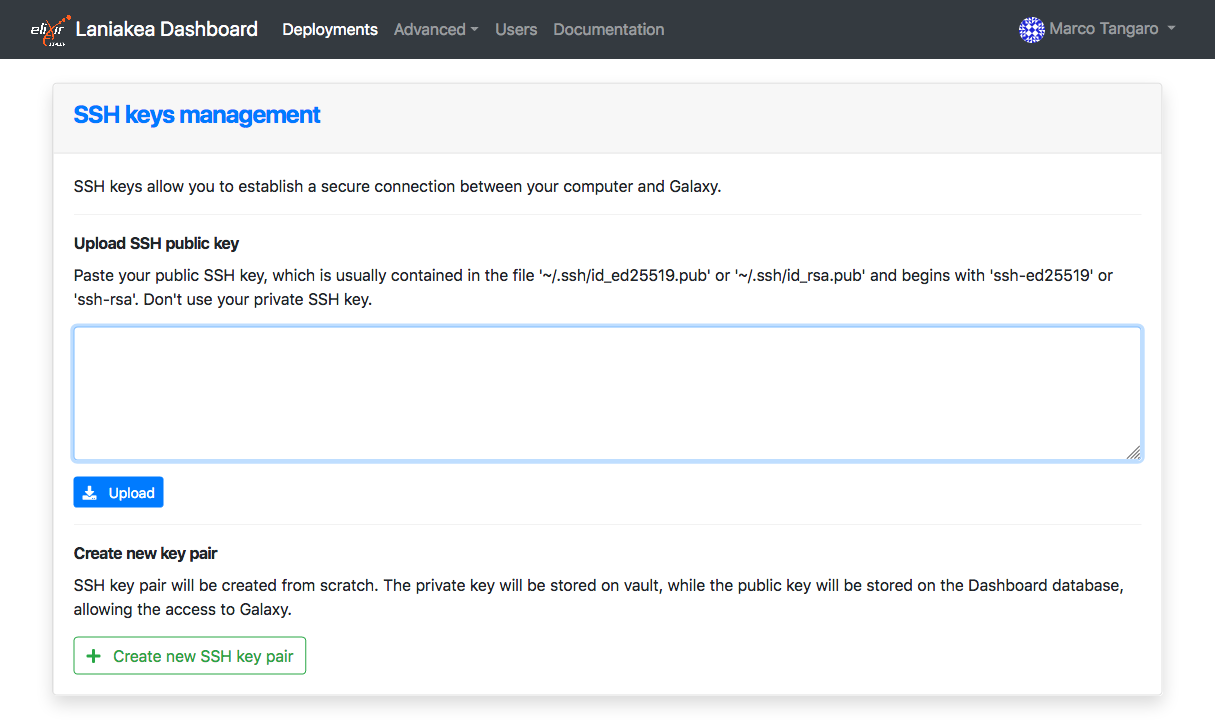 elixir Laniakea Dashboard Deployments Advanced Users Documentation Marco Tangaro
ITALY
SSH keys management
SSH keys allow you to establish a secure connection between your computer and Galaxy.
Upload SSH public key
Paste your public SSH key, which is usually contained in the file '~/.ssh/id_ed25519.pub' or '~/.ssh/id_rsa.pub' and begins with 'ssh-ed25519' or
'ssh-rsa'. Don't use your private SSH key.
Upload
Create new key pair
SSH key pair will be created from scratch. The private key will be stored on vault, while the public key will be stored on the Dashboard database,
allowing the access to Galaxy.
Create new SSH key pair